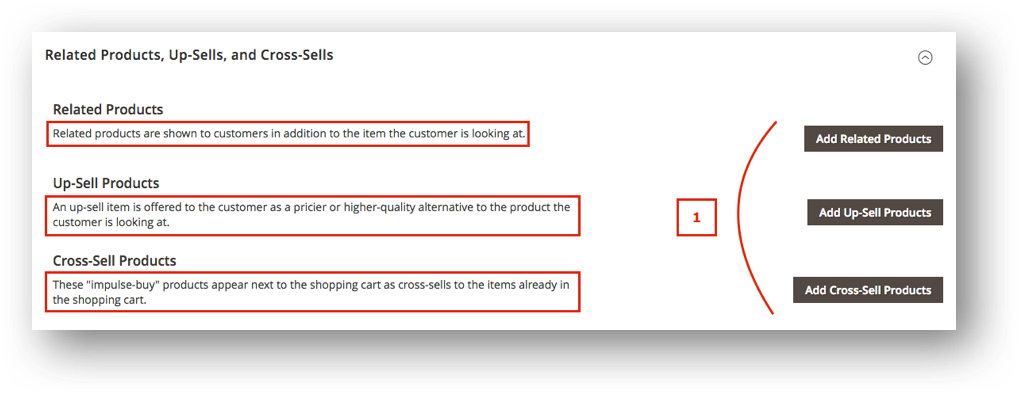 Related Products, Up-Sells, and Cross-Sells
Related Products
Related products are shown to customers in addition to the item the customer is looking at.
Add Related Products
Up-Sell Products
An up-sell item is offered to the customer as a pricier or higher-quality alternative to the product the
customer is looking at.
1
Add Up-Sell Products
Cross-Sell Products
These "impulse-buy" products appear next to the shopping cart as cross-sells to the items already in
the shopping cart.
Add Cross-Sell Products